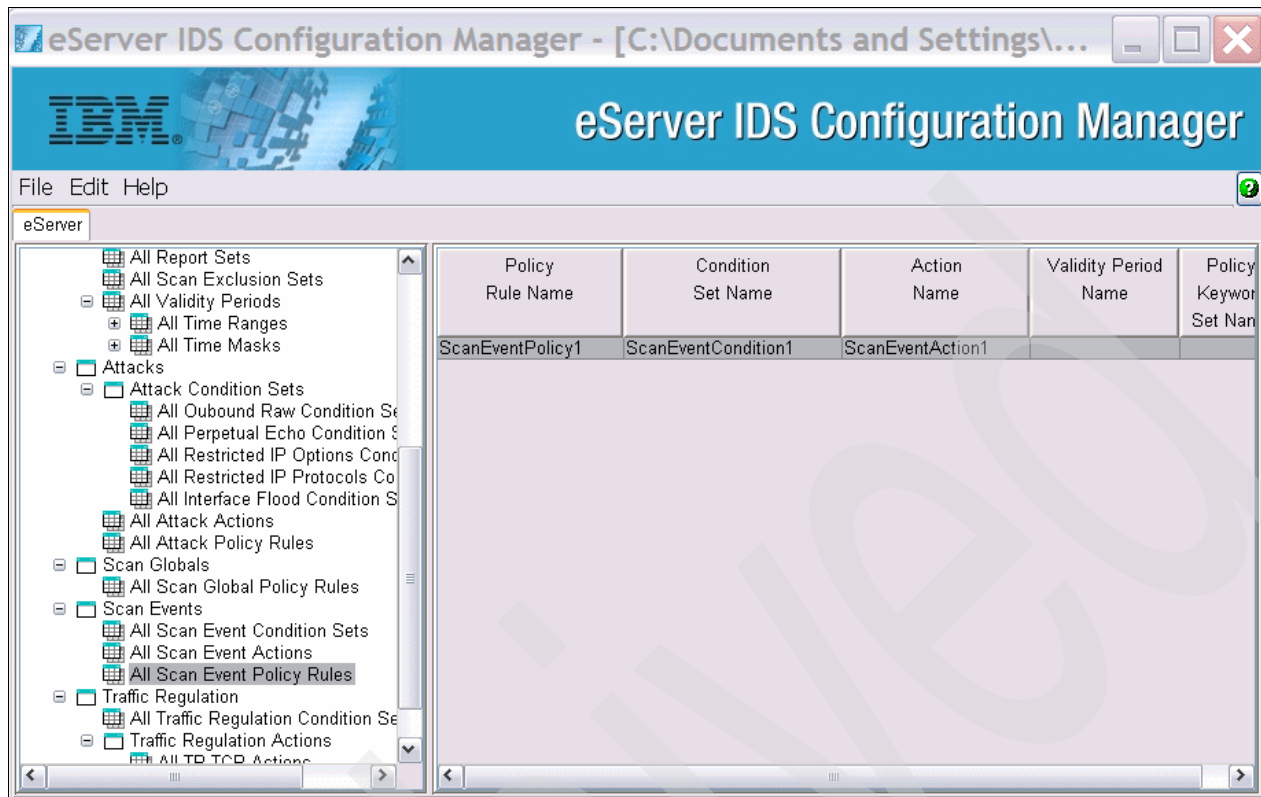 eServer IDS Configuration Manager - [C:\Documents and Settings\...
IBM.
eServer IDS Configuration Manager
File Edit Help
eServer
All Report Sets
All Scan Exclusion Sets
All Validity Periods
All Time Ranges
All Time Masks
Attacks
Attack Condition Sets
All Oubound Raw Condition Se
All Perpetual Echo Condition S
All Restricted IP Options Cond
All Restricted IP Protocols Co
All Interface Flood Condition S
All Attack Actions
All Attack Policy Rules
Scan Globals
All Scan Global Policy Rules
Scan Events
All Scan Event Condition Sets
All Scan Event Actions
All Scan Event Policy Rules
Traffic Regulation
All Traffic Regulation Condition Se
Traffic Regulation Actions
All TR TCP Actions
Policy Rule Name
Condition Set Name
Action Name
Validity Period Name
Policy Keywor Set Nan
ScanEventPolicy1 ScanEventCondition1 ScanEventAction1